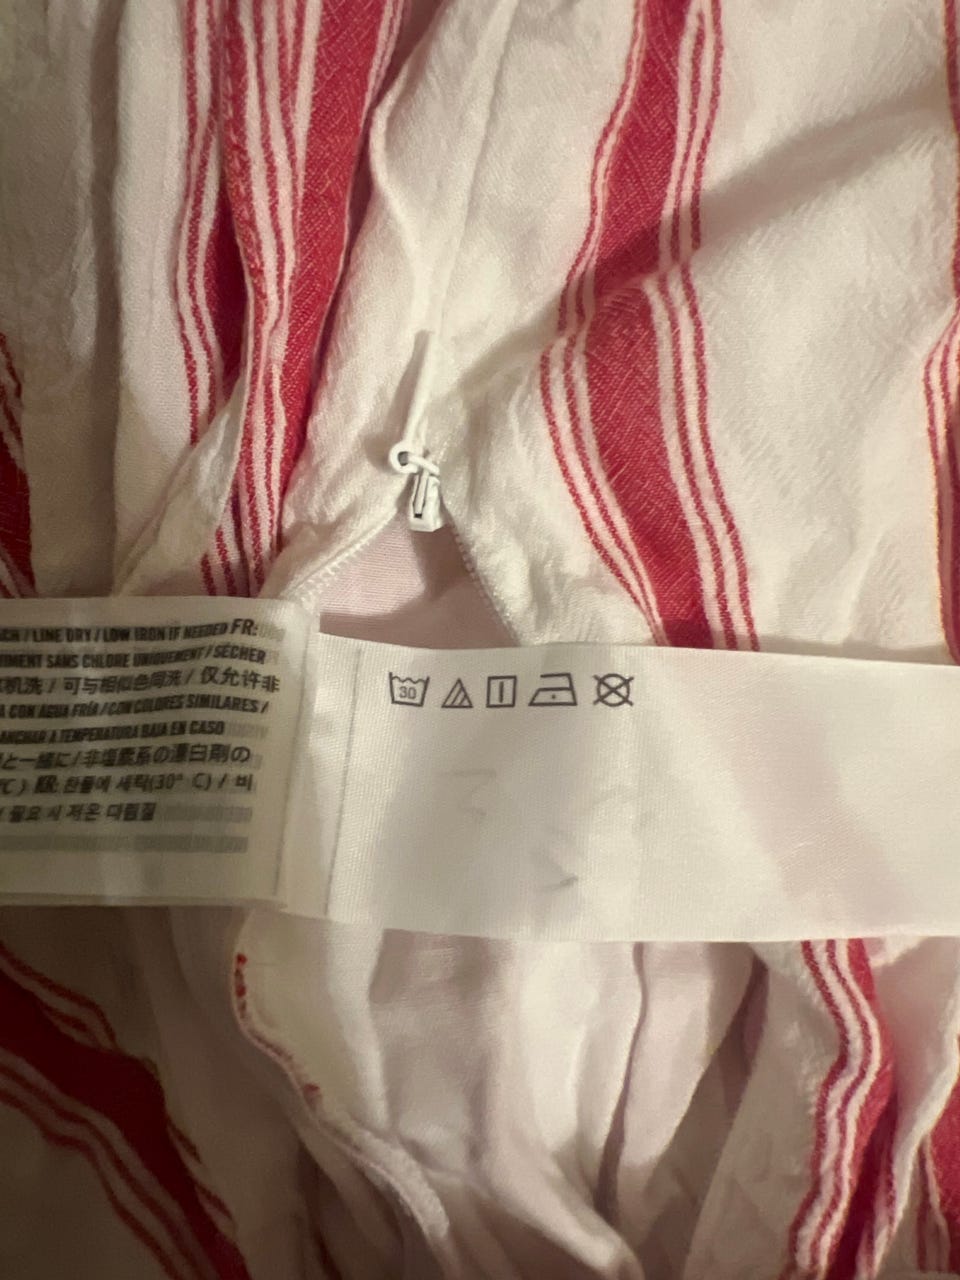 / LINE DRY / LOW IRON IF NEEDED FR:
SANS CHLORE UNIQUEMENT / SÉCHER
机洗 / 可与相似色同洗 / 仅允许非
A CON AGUA FRÍA / CON COLORES SIMILARES /
A TEMPERATURA BAJA EN CASO
と一緒に/非塩素系の漂白剤の
℃) KR: 찬물에 세탁(30° C) / 비
필요 시 저온 다림질
30